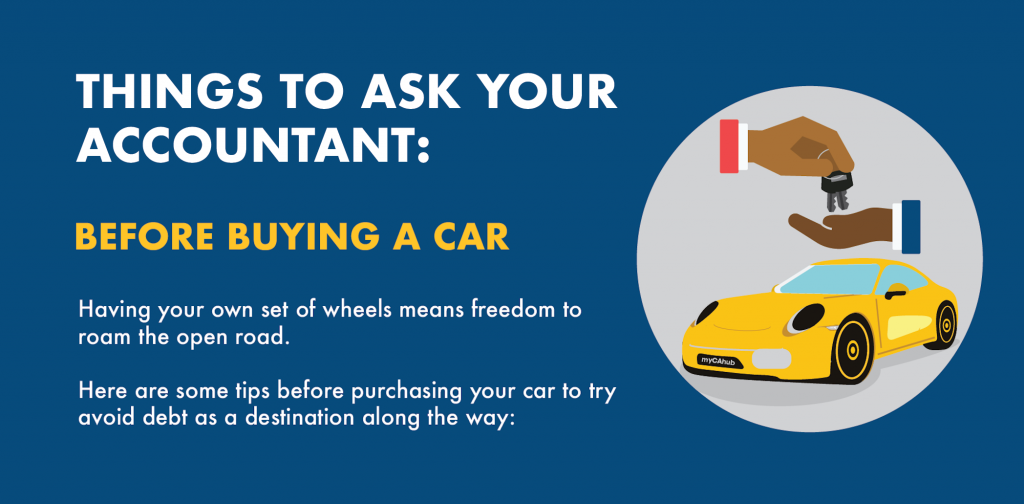 THINGS TO ASK YOUR
ACCOUNTANT:
BEFORE BUYING A CAR
Having your own set of wheels means freedom to
roam the open road.
Here are some tips before purchasing your car to try
avoid debt as a destination along the way:
myCAhub